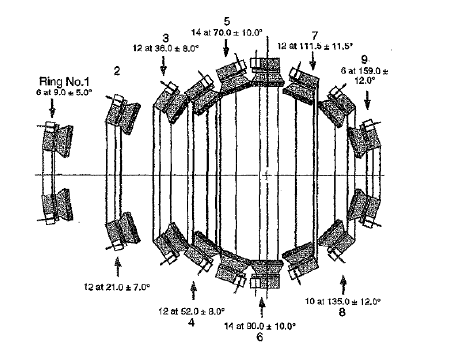 5
14 at 70.0 ± 10.0°
3
12 at 36.0 ± 8.0°
7
12 at 111.5 ± 11.5°
9
6 at 159.0 ±
12.0°
2
Ring No.1
6 at 9.0 ± 5.0°
12 at 21.0 ± 7.0°
12 at 52.0 ± 8.0°
4
14 at 90.0 ± 10.0°
6
10 at 135.0 ± 12.0°
8